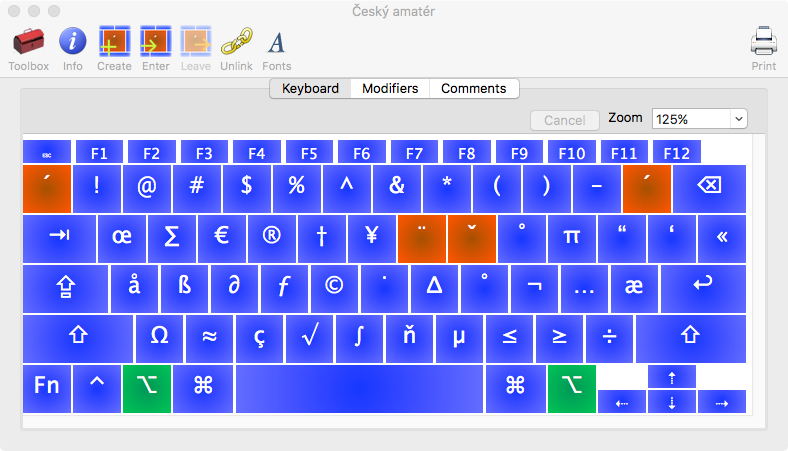 Český amatér
Toolbox Info Create Enter Leave Unlink Fonts Print
Keyboard Modifiers Comments
Cancel Zoom 125%
esc F1 F2 F3 F4 F5 F6 F7 F8 F9 F10 F11 F12
´ ! @ # $ % ^ & * ( ) – ´ ⌫
⇥ œ ∑ € ® † ¥ ¨ ˇ ° π “ ‘ «
⇪ å ß ∂ ƒ © ˙ ∆ ° ¬ … æ ↩
⇧ Ω ≈ ç √ ∫ ň µ ≤ ≥ ÷ ⇧
Fn ^ ⌥ ⌘ ⌘ ⌥ ⇠ ⇡ ⇣ ⇢